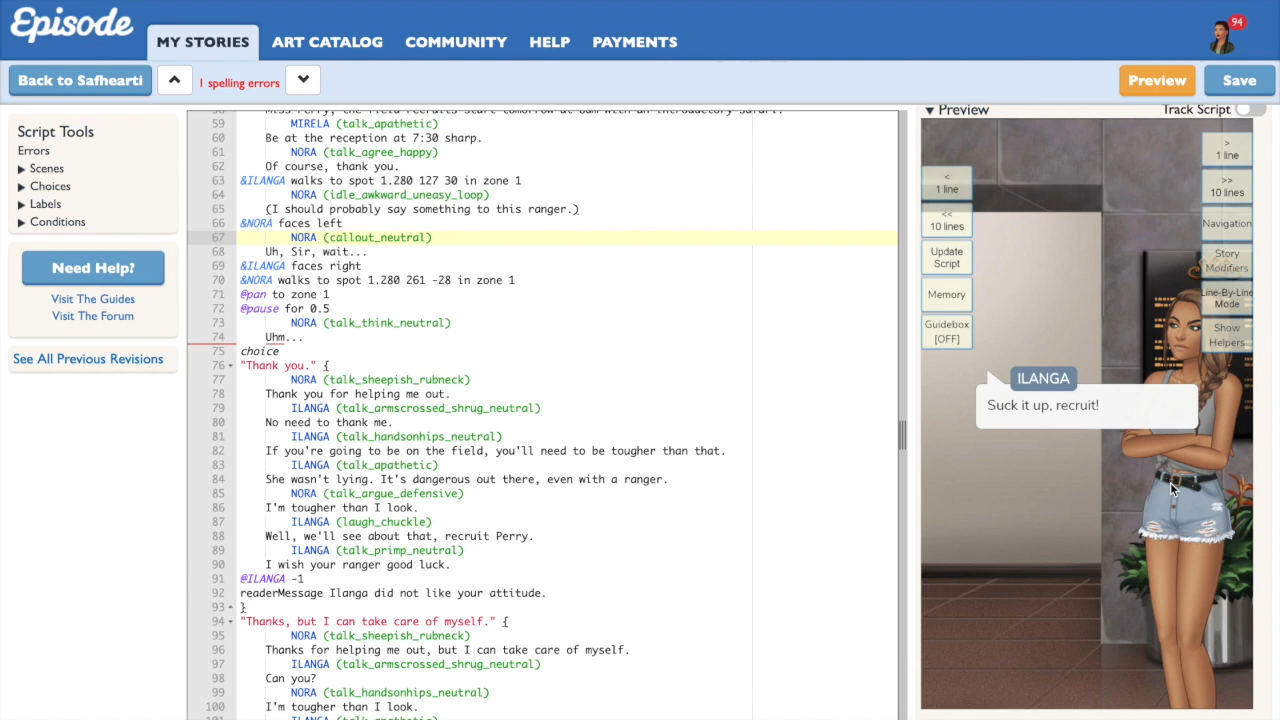 Episode
MY STORIES
ART CATALOG
COMMUNITY
HELP
PAYMENTS
94
Back to Safhearti
1 spelling errors
Preview
Save
Script Tools
Errors
Scenes
Choices
Labels
Conditions
Need Help?
Visit The Guides
Visit The Forum
See All Previous Revisions
59 MIRELA (talk_apathetic)
60 Be at the reception at 7:30 sharp.
61 NORA (talk_agree_happy)
62 Of course, thank you.
63 &ILANGA walks to spot 1.280 127 30 in zone 1
64 NORA (idle_awkward_uneasy_loop)
65 (I should probably say something to this ranger.)
66 &NORA faces left
67 NORA (callout_neutral)
68 Uh, Sir, wait...
69 &ILANGA faces right
70 &NORA walks to spot 1.280 261 -28 in zone 1
71 @pan to zone 1
72 @pause for 0.5
73 NORA (talk_think_neutral)
74 Uhm...
75 choice
76 "Thank you." {
77 NORA (talk_sheepish_rubneck)
78 Thank you for helping me out.
79 ILANGA (talk_armscrossed_shrug_neutral)
80 No need to thank me.
81 ILANGA (talk_handsonhips_neutral)
82 If you're going to be on the field, you'll need to be tougher than that.
83 ILANGA (talk_apathetic)
84 She wasn't lying. It's dangerous out there, even with a ranger.
85 NORA (talk_argue_defensive)
86 I'm tougher than I look.
87 ILANGA (laugh_chuckle)
88 Well, we'll see about that, recruit Perry.
89 ILANGA (talk_primp_neutral)
90 I wish your ranger good luck.
91 @ILANGA -1
92 readerMessage Ilanga did not like your attitude.
93 }
94 "Thanks, but I can take care of myself." {
95 NORA (talk_sheepish_rubneck)
96 Thanks for helping me out, but I can take care of myself.
97 ILANGA (talk_armscrossed_shrug_neutral)
98 Can you?
99 NORA (talk_handsonhips_neutral)
100 I'm tougher than I look.
Preview
Track Script
<
1 line
<<
10 lines
Update
Script
Memory
Guidebox
[OFF]
>
1 line
>>
10 lines
Navigation
Story
Modifiers
Line-By-Line
Mode
Show
Helpers
ILANGA
Suck it up, recruit!